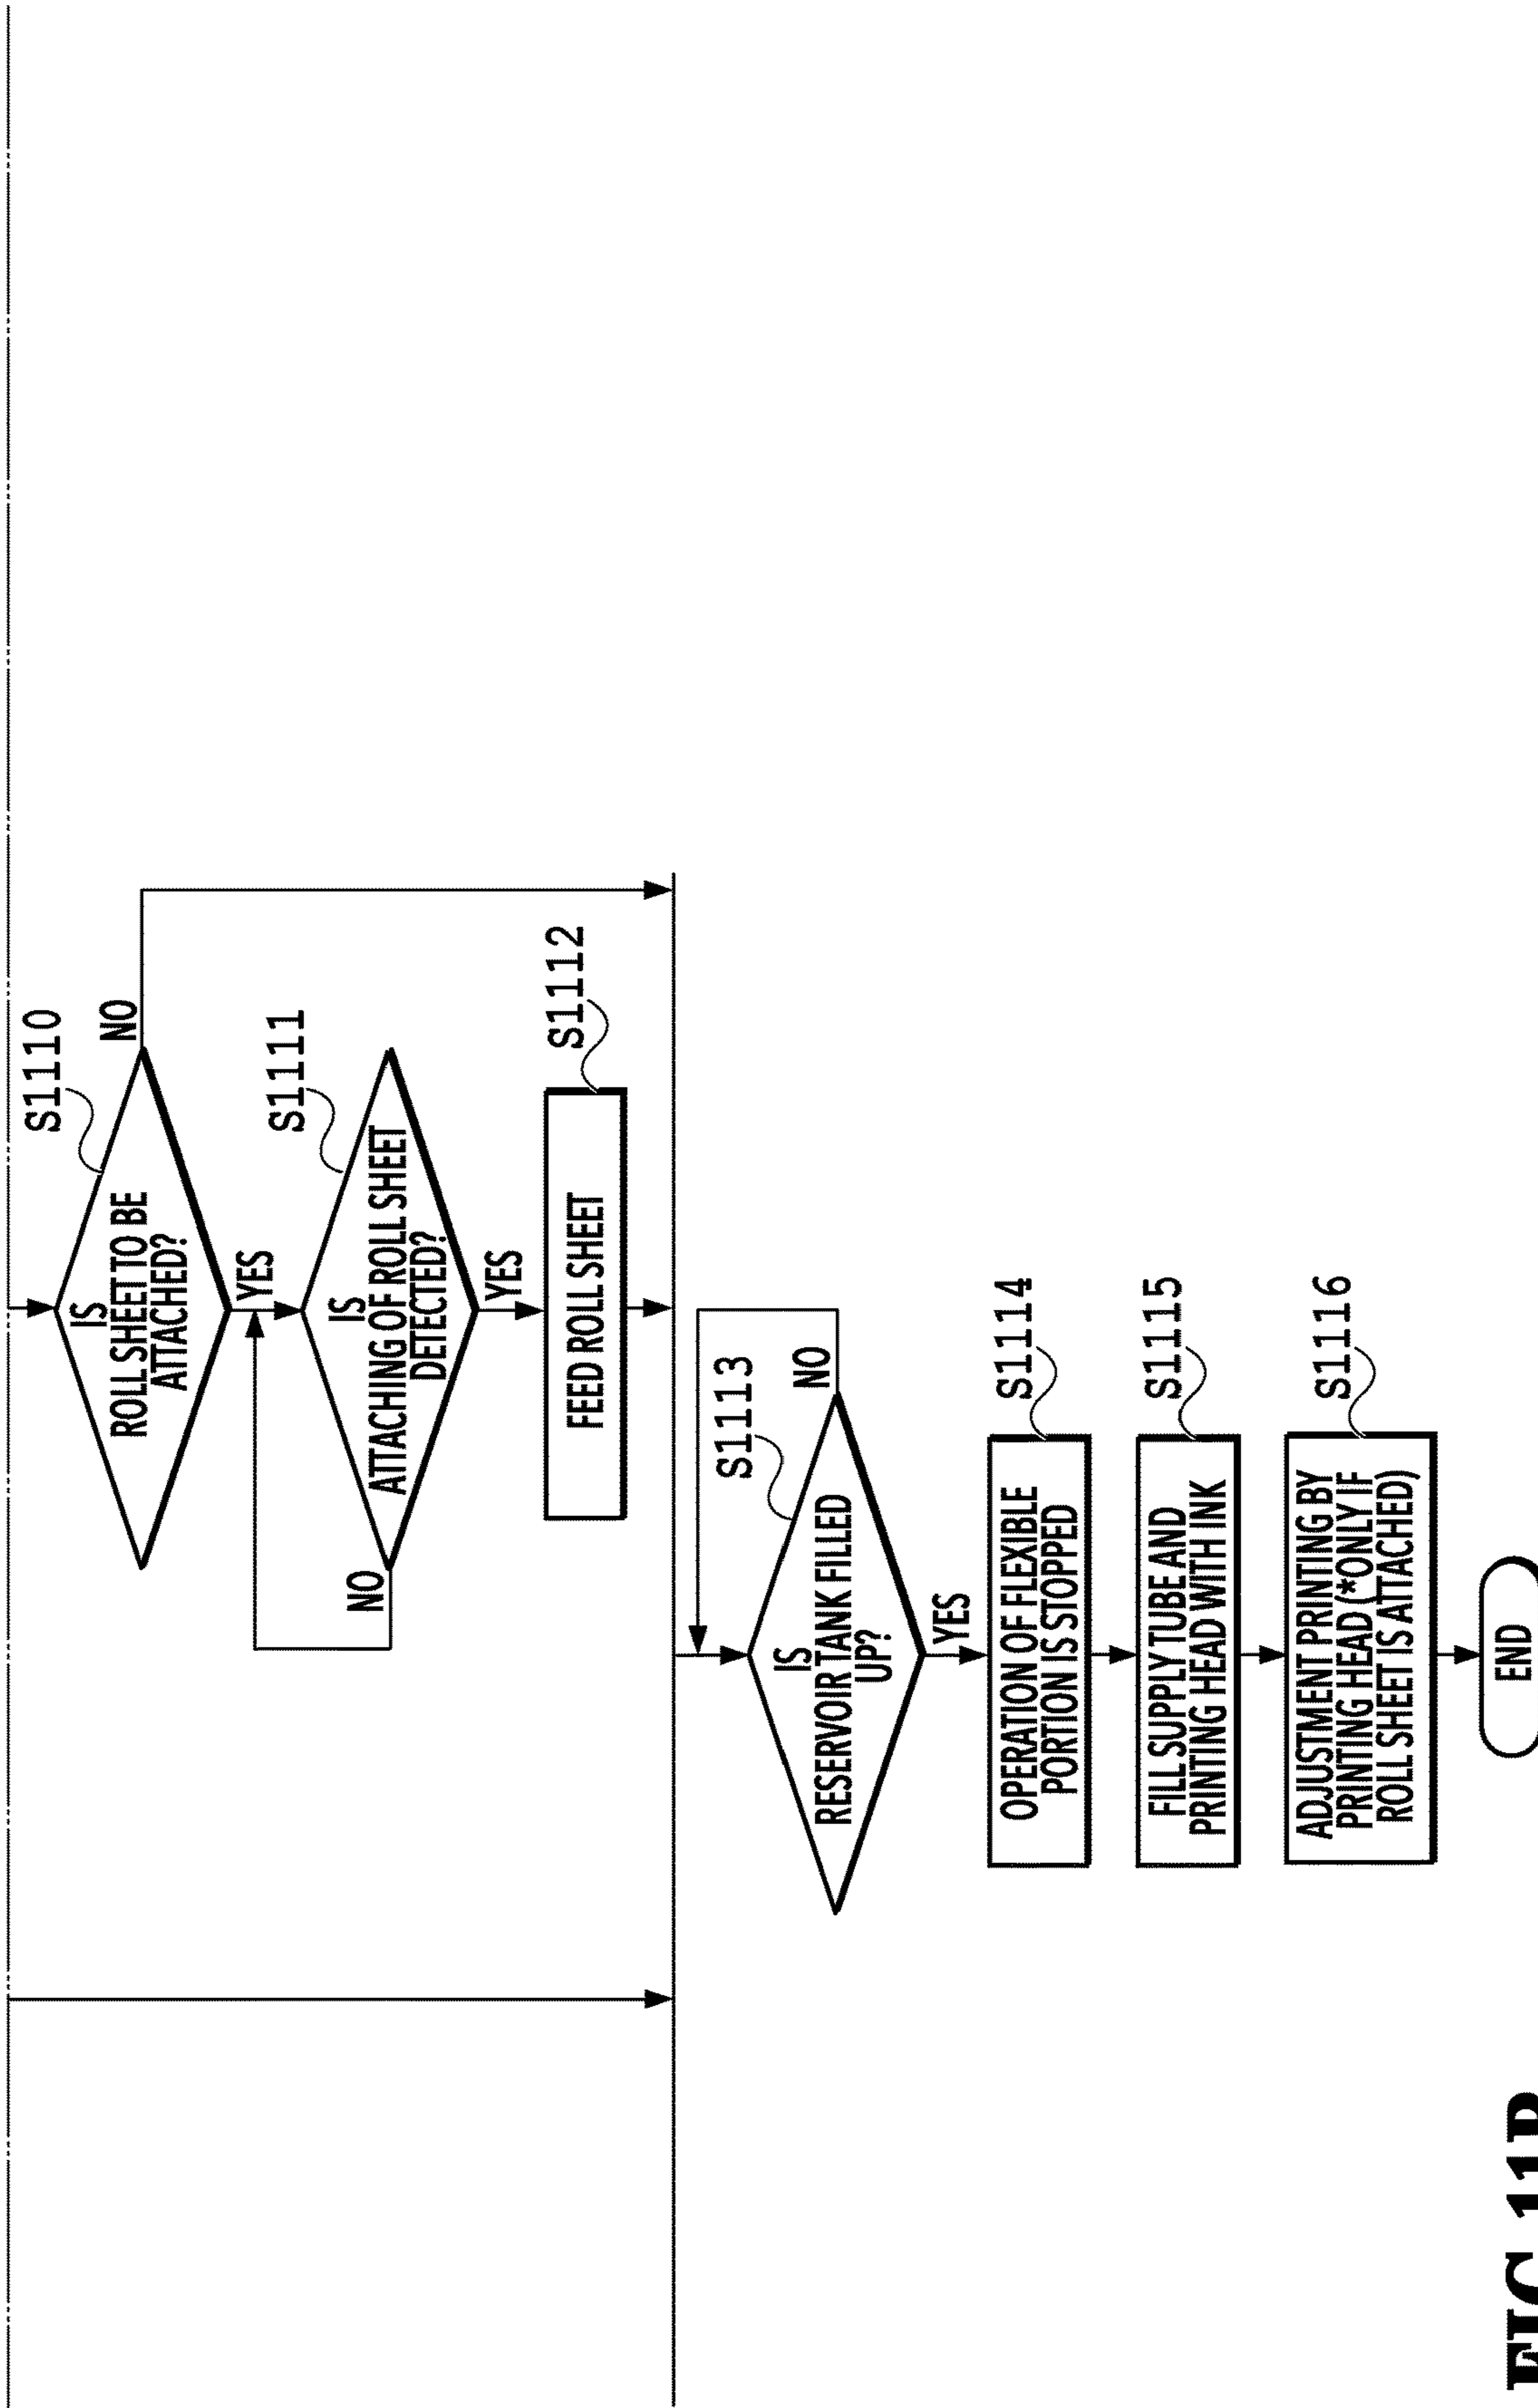 S1110
IS
ROLL SHEET TO BE
ATTACHED?
NO
YES
S1111
IS
ATTACHING OF ROLL SHEET
DETECTED?
NO
YES
S1112
FEED ROLL SHEET
S1113
IS
RESERVOIR TANK FILLED
UP?
NO
YES
S1114
OPERATION OF FLEXIBLE
PORTION IS STOPPED
S1115
FILL SUPPLY TUBE AND
PRINTING HEAD WITH INK
S1116
ADJUSTMENT PRINTING BY
PRINTING HEAD (*ONLY IF
ROLL SHEET IS ATTACHED)
END
FIG.11B